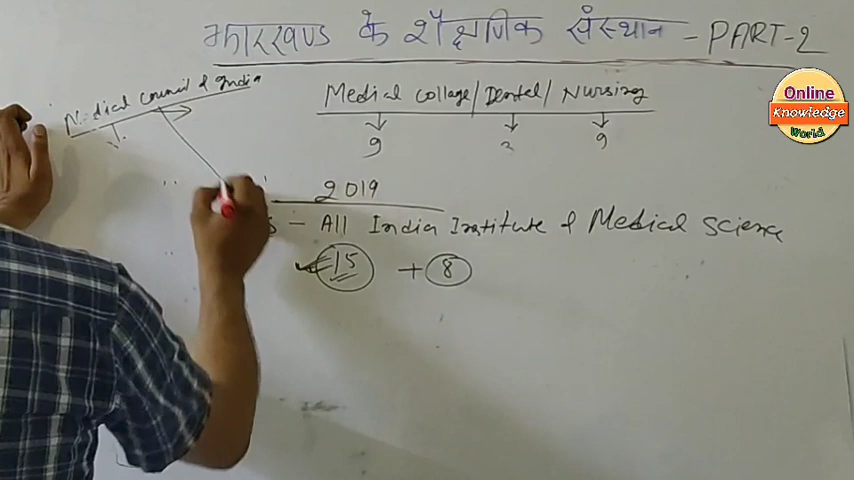 झारखण्ड के शैक्षणिक संस्थान - PART-2
Medical council of India
Medical collage/Dental/Nursing
9 9
2019
- All India Institute of Medical science
15 + 8
Online
Knowledge
World